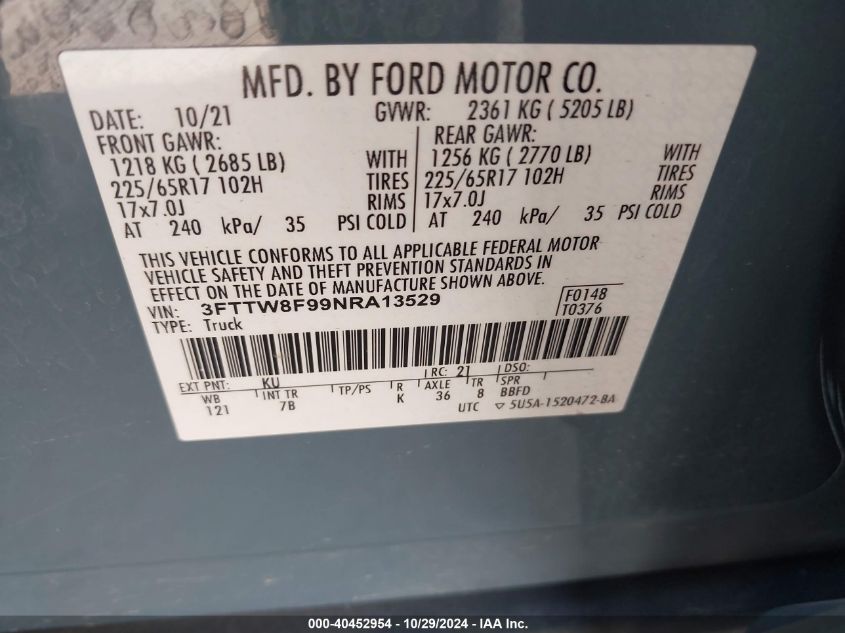 MFD. BY FORD MOTOR CO.
DATE: 10/21 GVWR: 2361 KG ( 5205 LB)
FRONT GAWR: REAR GAWR:
1218 KG ( 2685 LB) WITH 1256 KG ( 2770 LB) WITH
225/65R17 102H TIRES 225/65R17 102H TIRES
17x7.0J RIMS 17x7.0J RIMS
AT 240 kPa/ 35 PSI COLD AT 240 kPa/ 35 PSI COLD
THIS VEHICLE CONFORMS TO ALL APPLICABLE FEDERAL MOTOR
VEHICLE SAFETY AND THEFT PREVENTION STANDARDS IN
EFFECT ON THE DATE OF MANUFACTURE SHOWN ABOVE.
VIN: 3FTTW8F99NRA13529 F0148
TYPE: Truck T0376
EXT PNT: KU RC: 21 DSO:
WB INT TR TP/PS R AXLE TR SPR
121 7B K 36 8 BBFD
UTC ▽ 5U5A-1520472-BA
000-40452954 • 10/29/2024 - IAA Inc.